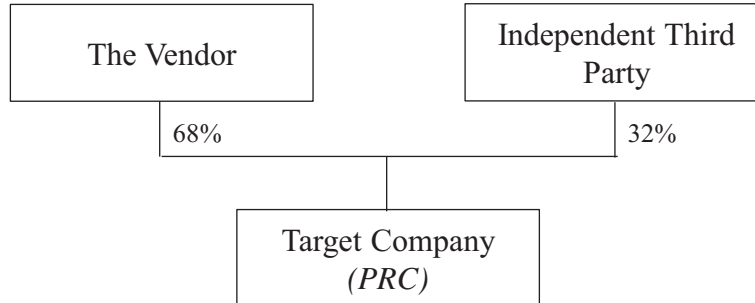 The Vendor
Independent Third
Party
68%
32%
Target Company
(PRC)